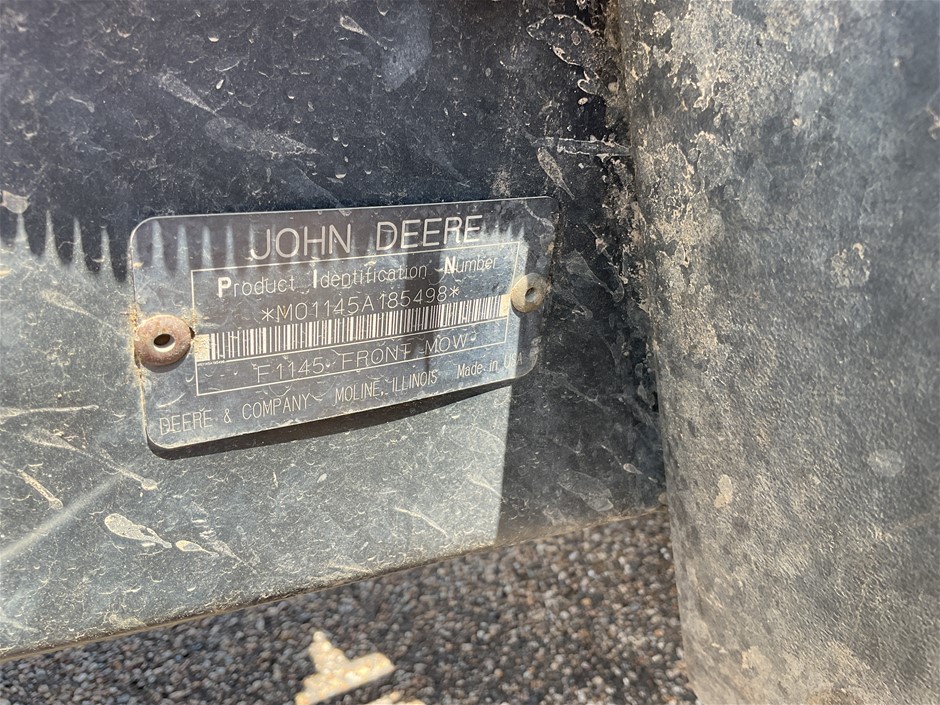 JOHN DEERE
Product Identification Number
*M01145A185498*
F1145 FRONT MOW
DEERE & COMPANY MOLINE, ILLINOIS Made in USA